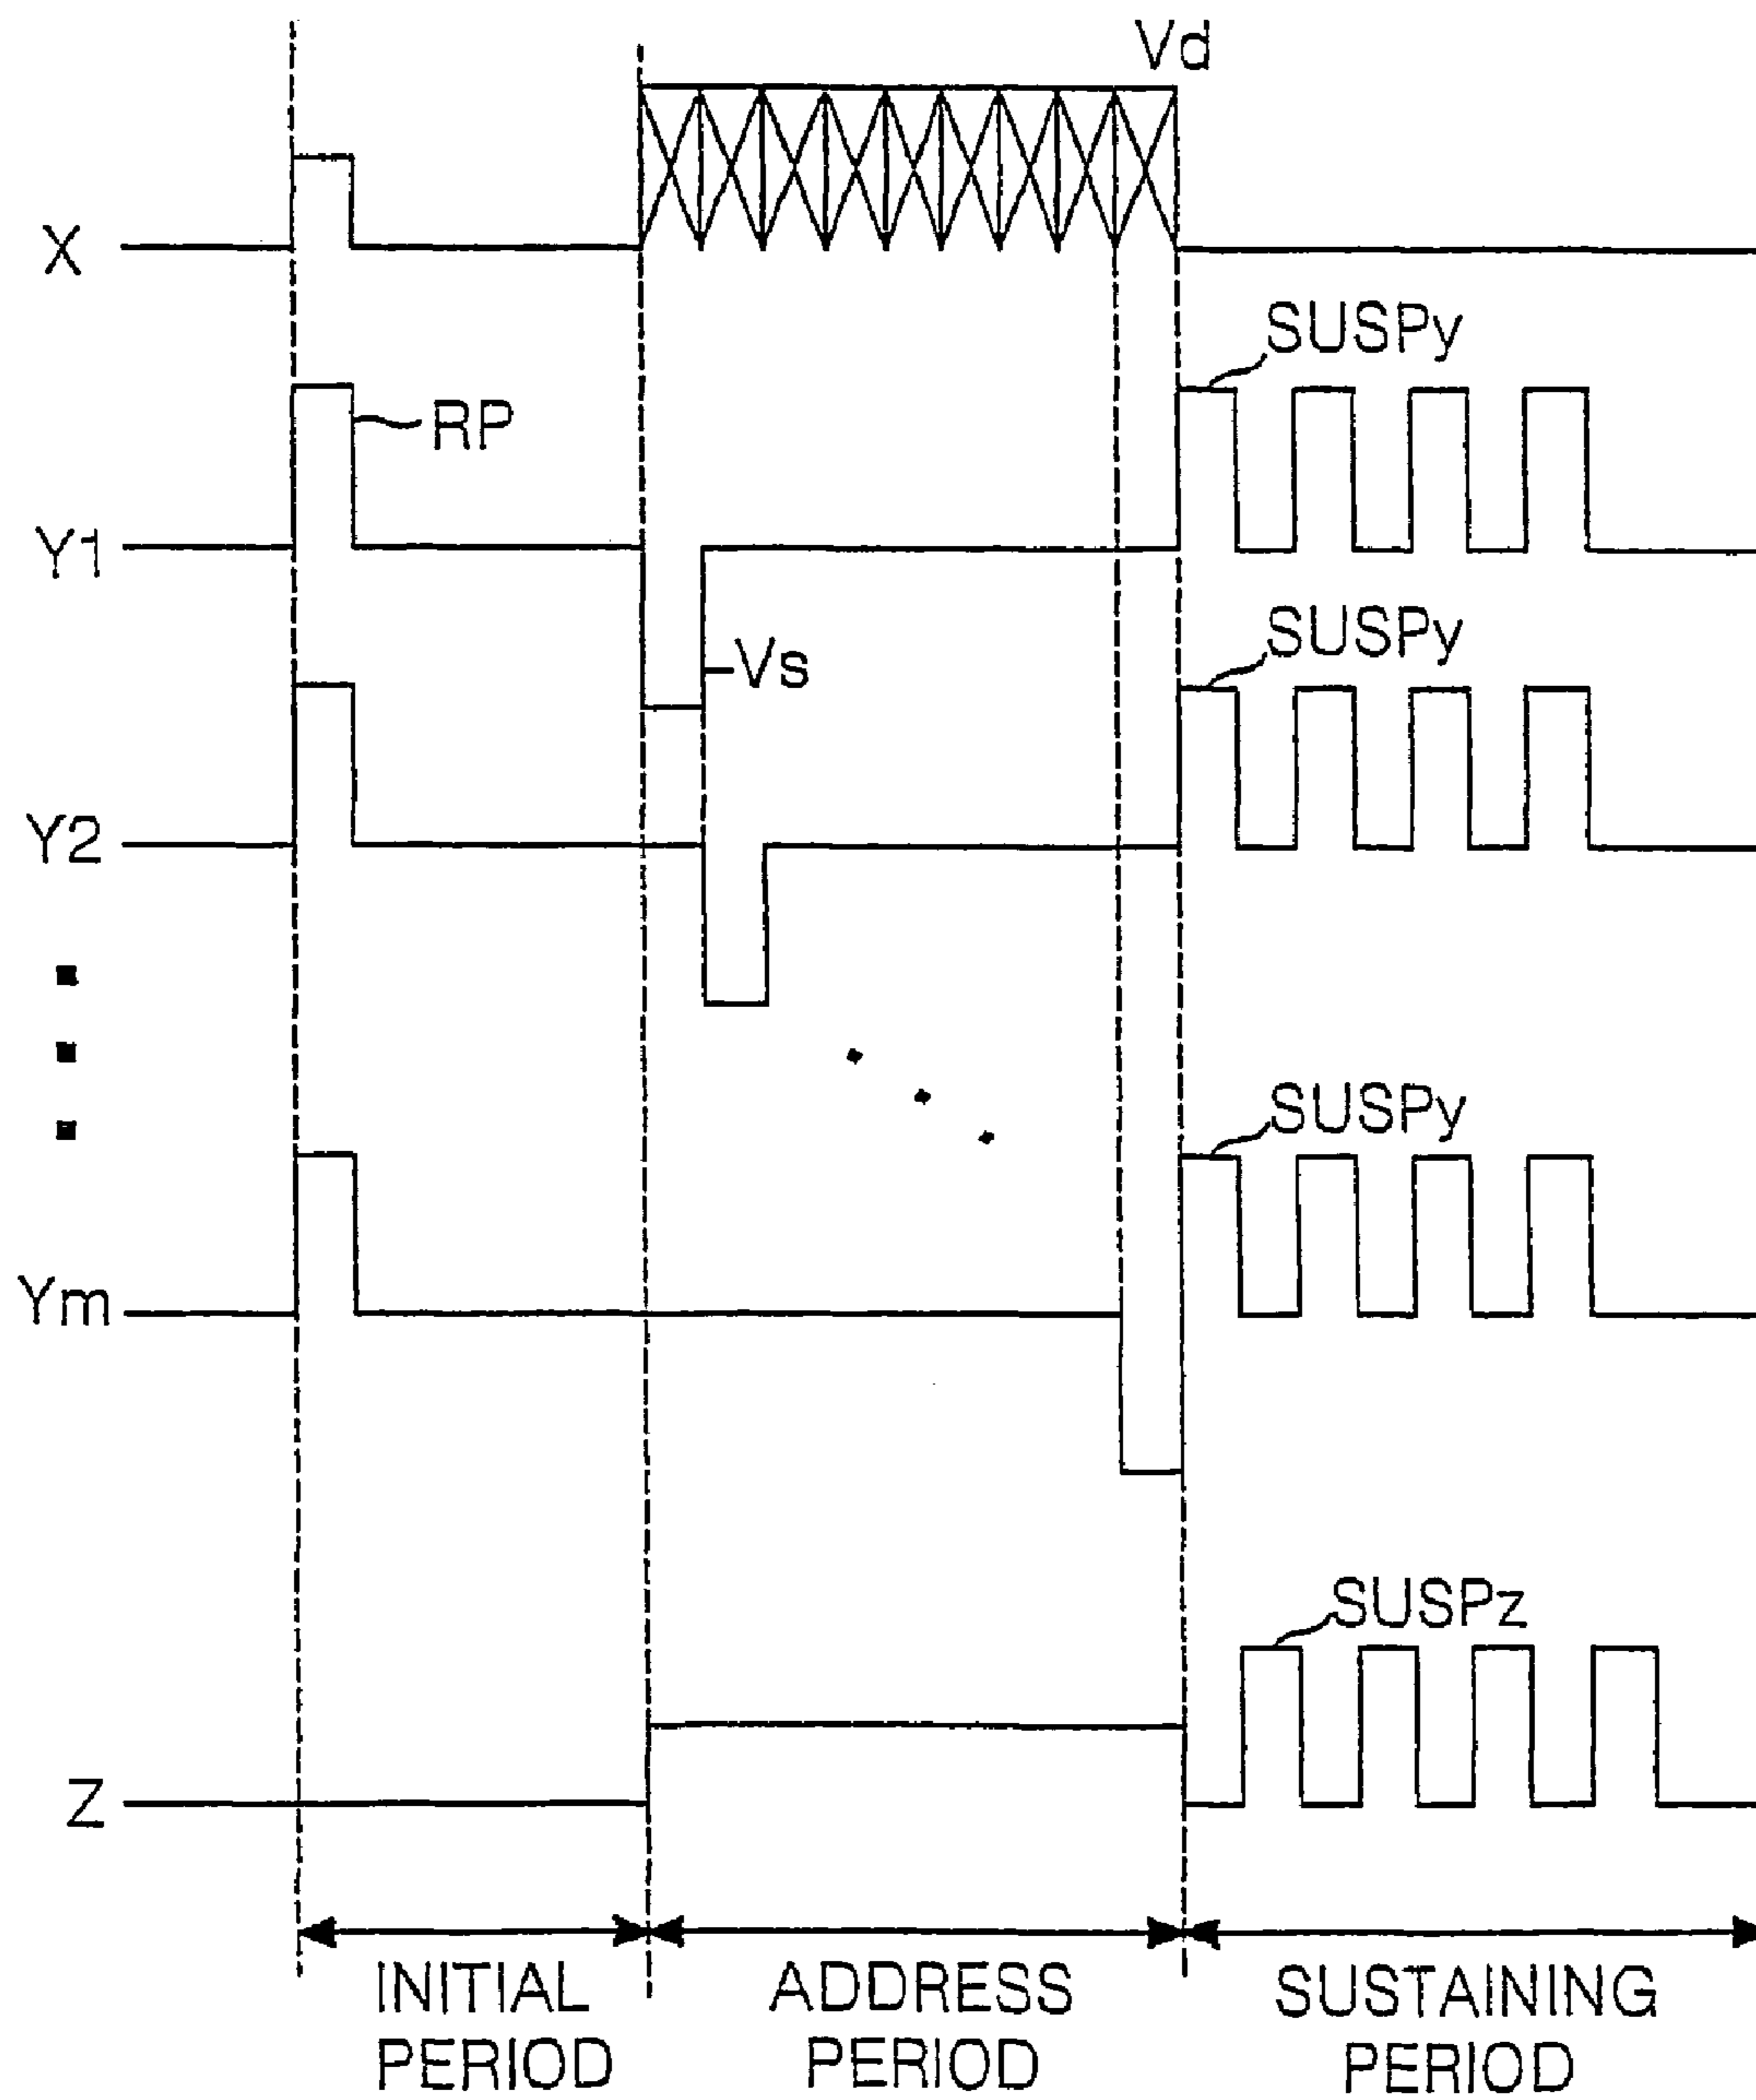 Vd
X
SUSPy
RP
Y1
SUSPy
Vs
Y2
SUSPy
Ym
SUSPz
Z
INITIAL PERIOD
ADDRESS PERIOD
SUSTAINING PERIOD